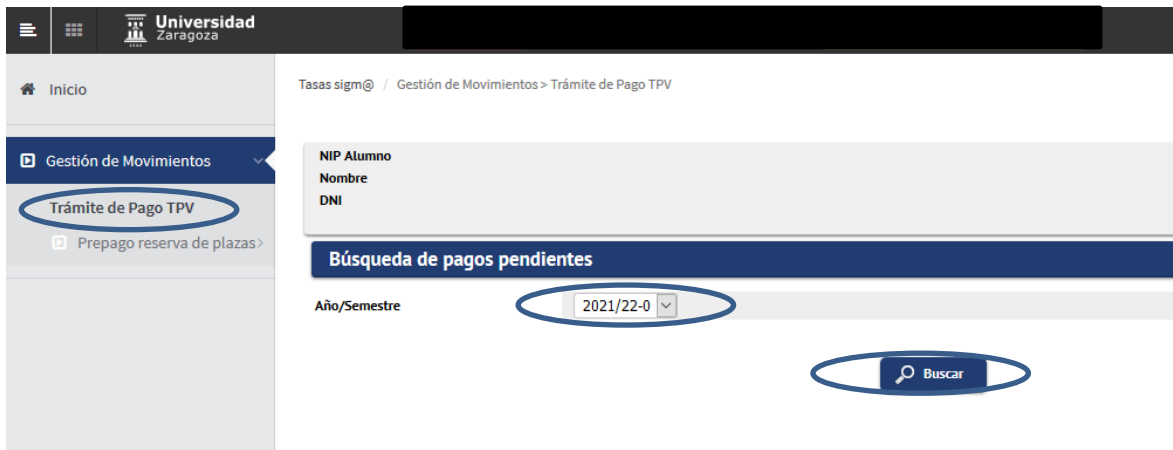 Universidad
Zaragoza
1542
Inicio
Tasas sigm@ / Gestión de Movimientos > Trámite de Pago TPV
Gestión de Movimientos
Trámite de Pago TPV
Prepago reserva de plazas>
NIP Alumno
Nombre
DNI
Búsqueda de pagos pendientes
Año/Semestre
2021/22-0
Buscar